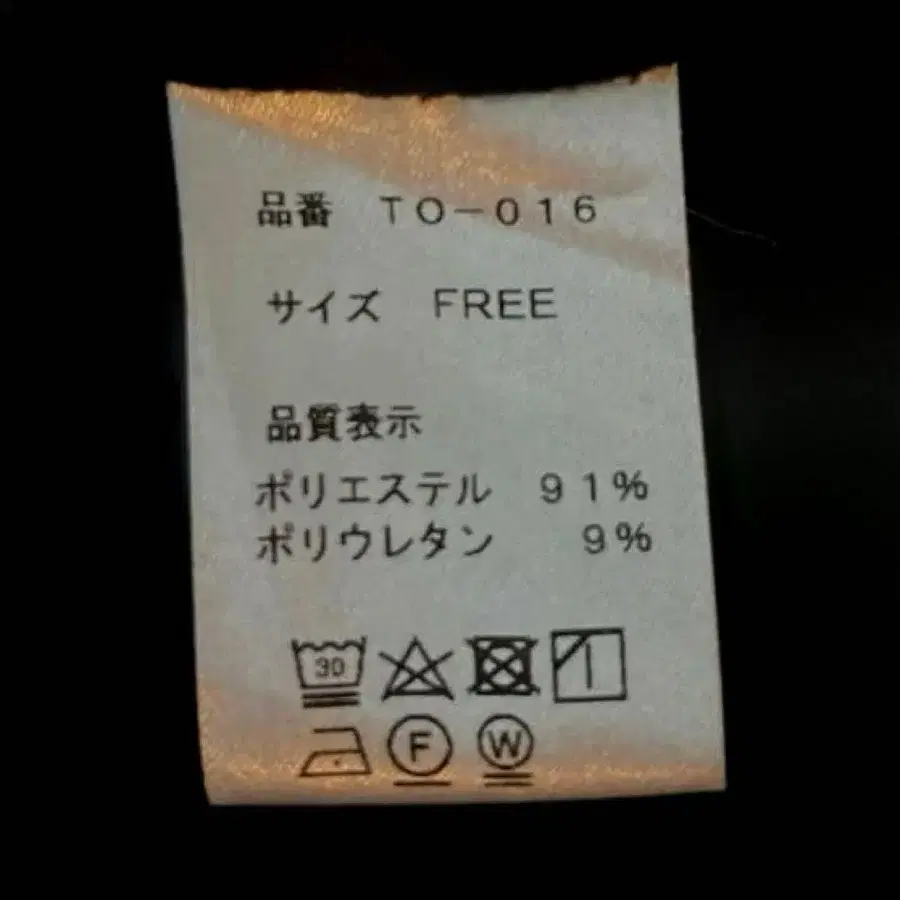 品番 TO-016
サイズ FREE
品質表示
ポリエステル 91%
ポリウレタン 9%
30
F W